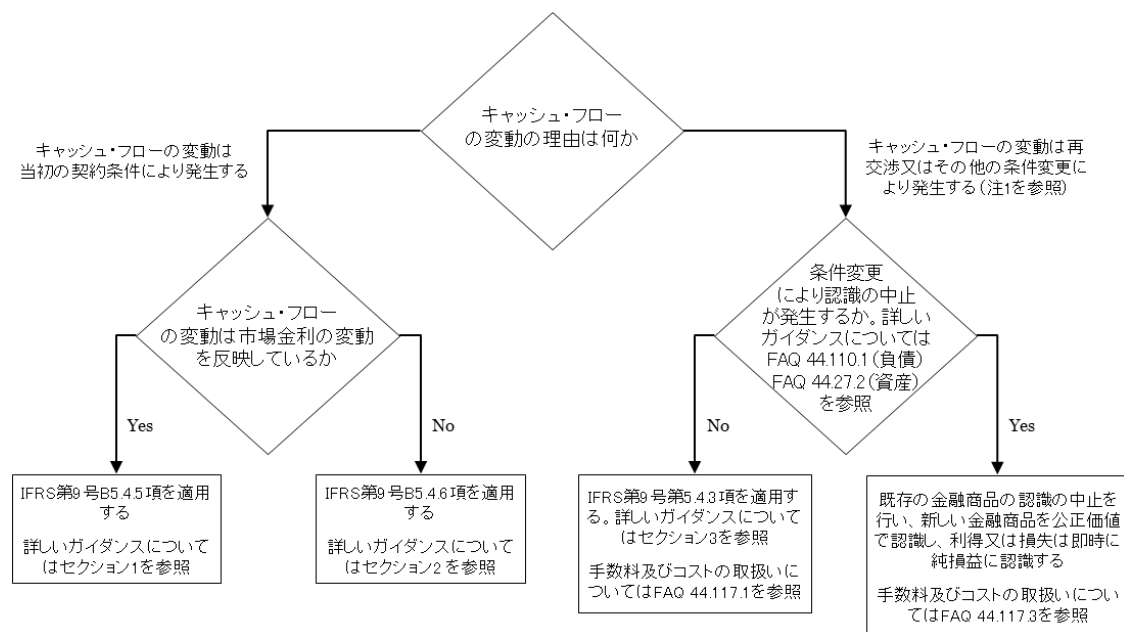 キャッシュ・フロー
の変動の理由は何か
キャッシュ・フローの変動は
当初の契約条件により発生する
キャッシュ・フローの変動は再
交渉又はその他の条件変更に
より発生する(注1を参照)
キャッシュ・フロー
の変動は市場金利の変動
を反映しているか
条件変更
により認識の中止
が発生するか。詳しい
ガイダンスについては
FAQ 44.110.1(負債)
FAQ 44.27.2(資産)
を参照
Yes
No
No
Yes
IFRS第9号B5.4.5項を適用
する
詳しいガイダンスについて
はセクション1を参照
IFRS第9号B5.4.6項を適用
する
詳しいガイダンスについて
はセクション2を参照
IFRS第9号第5.4.3項を適用す
る。詳しいガイダンスについて
はセクション3を参照
手数料及びコストの取扱いに
ついてはFAQ 44.117.1を参照
既存の金融商品の認識の中止を
行い、新しい金融商品を公正価値
で認識し、利得又は損失は即時に
純損益に認識する
手数料及びコストの取扱いについ
てはFAQ 44.117.3を参照